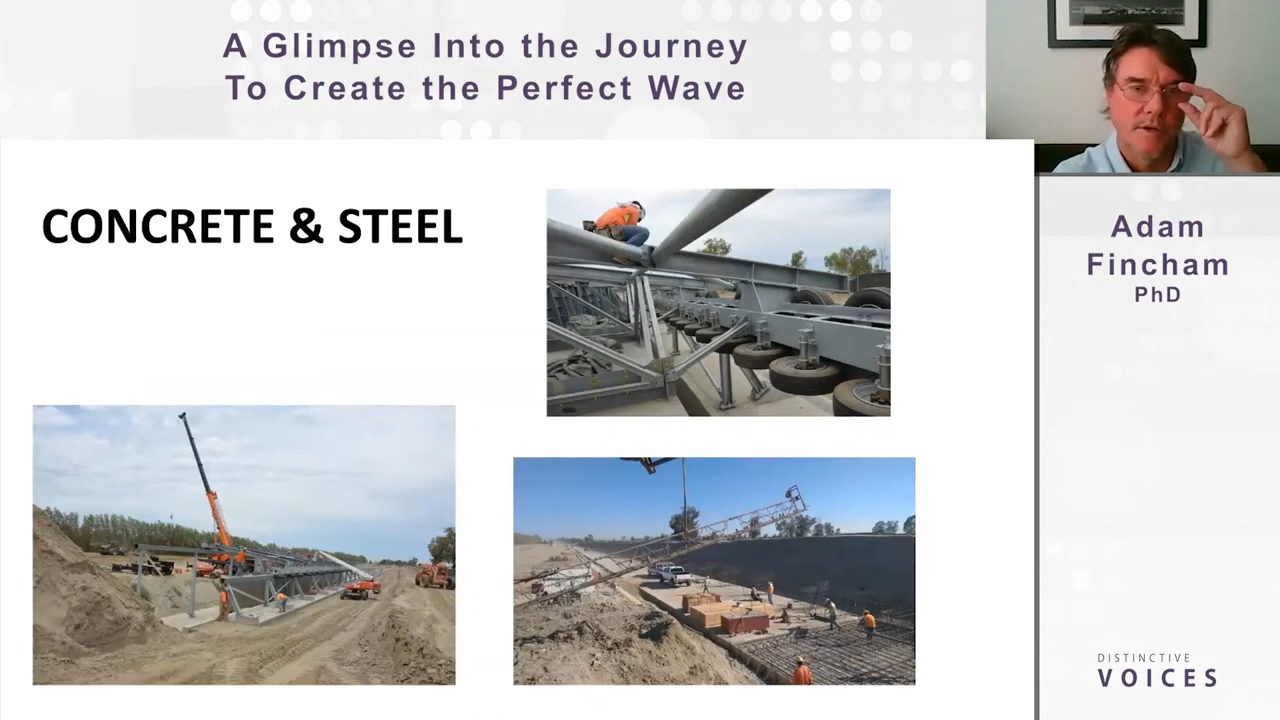 A Glimpse Into the Journey
To Create the Perfect Wave
CONCRETE & STEEL
Adam
Fincham
PhD
DISTINCTIVE
VOICES